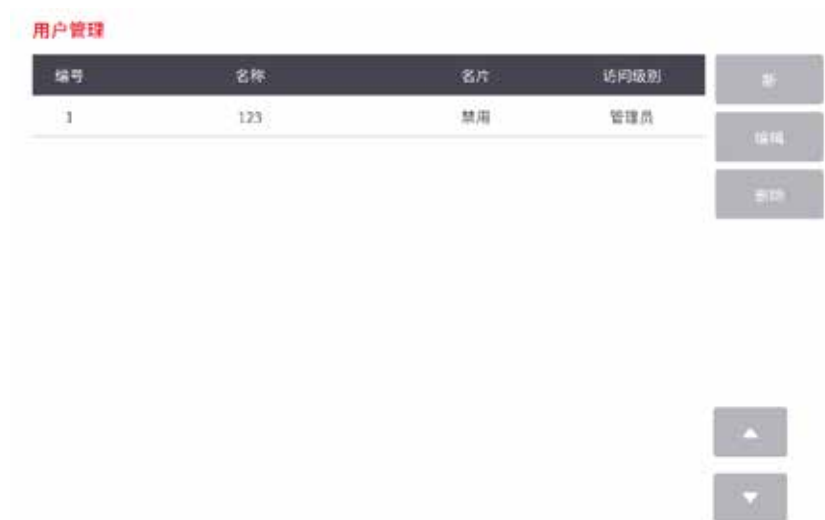 用户管理
编号 名称 名片 访问级别
1 123 禁用 管理员
新
编辑
删除